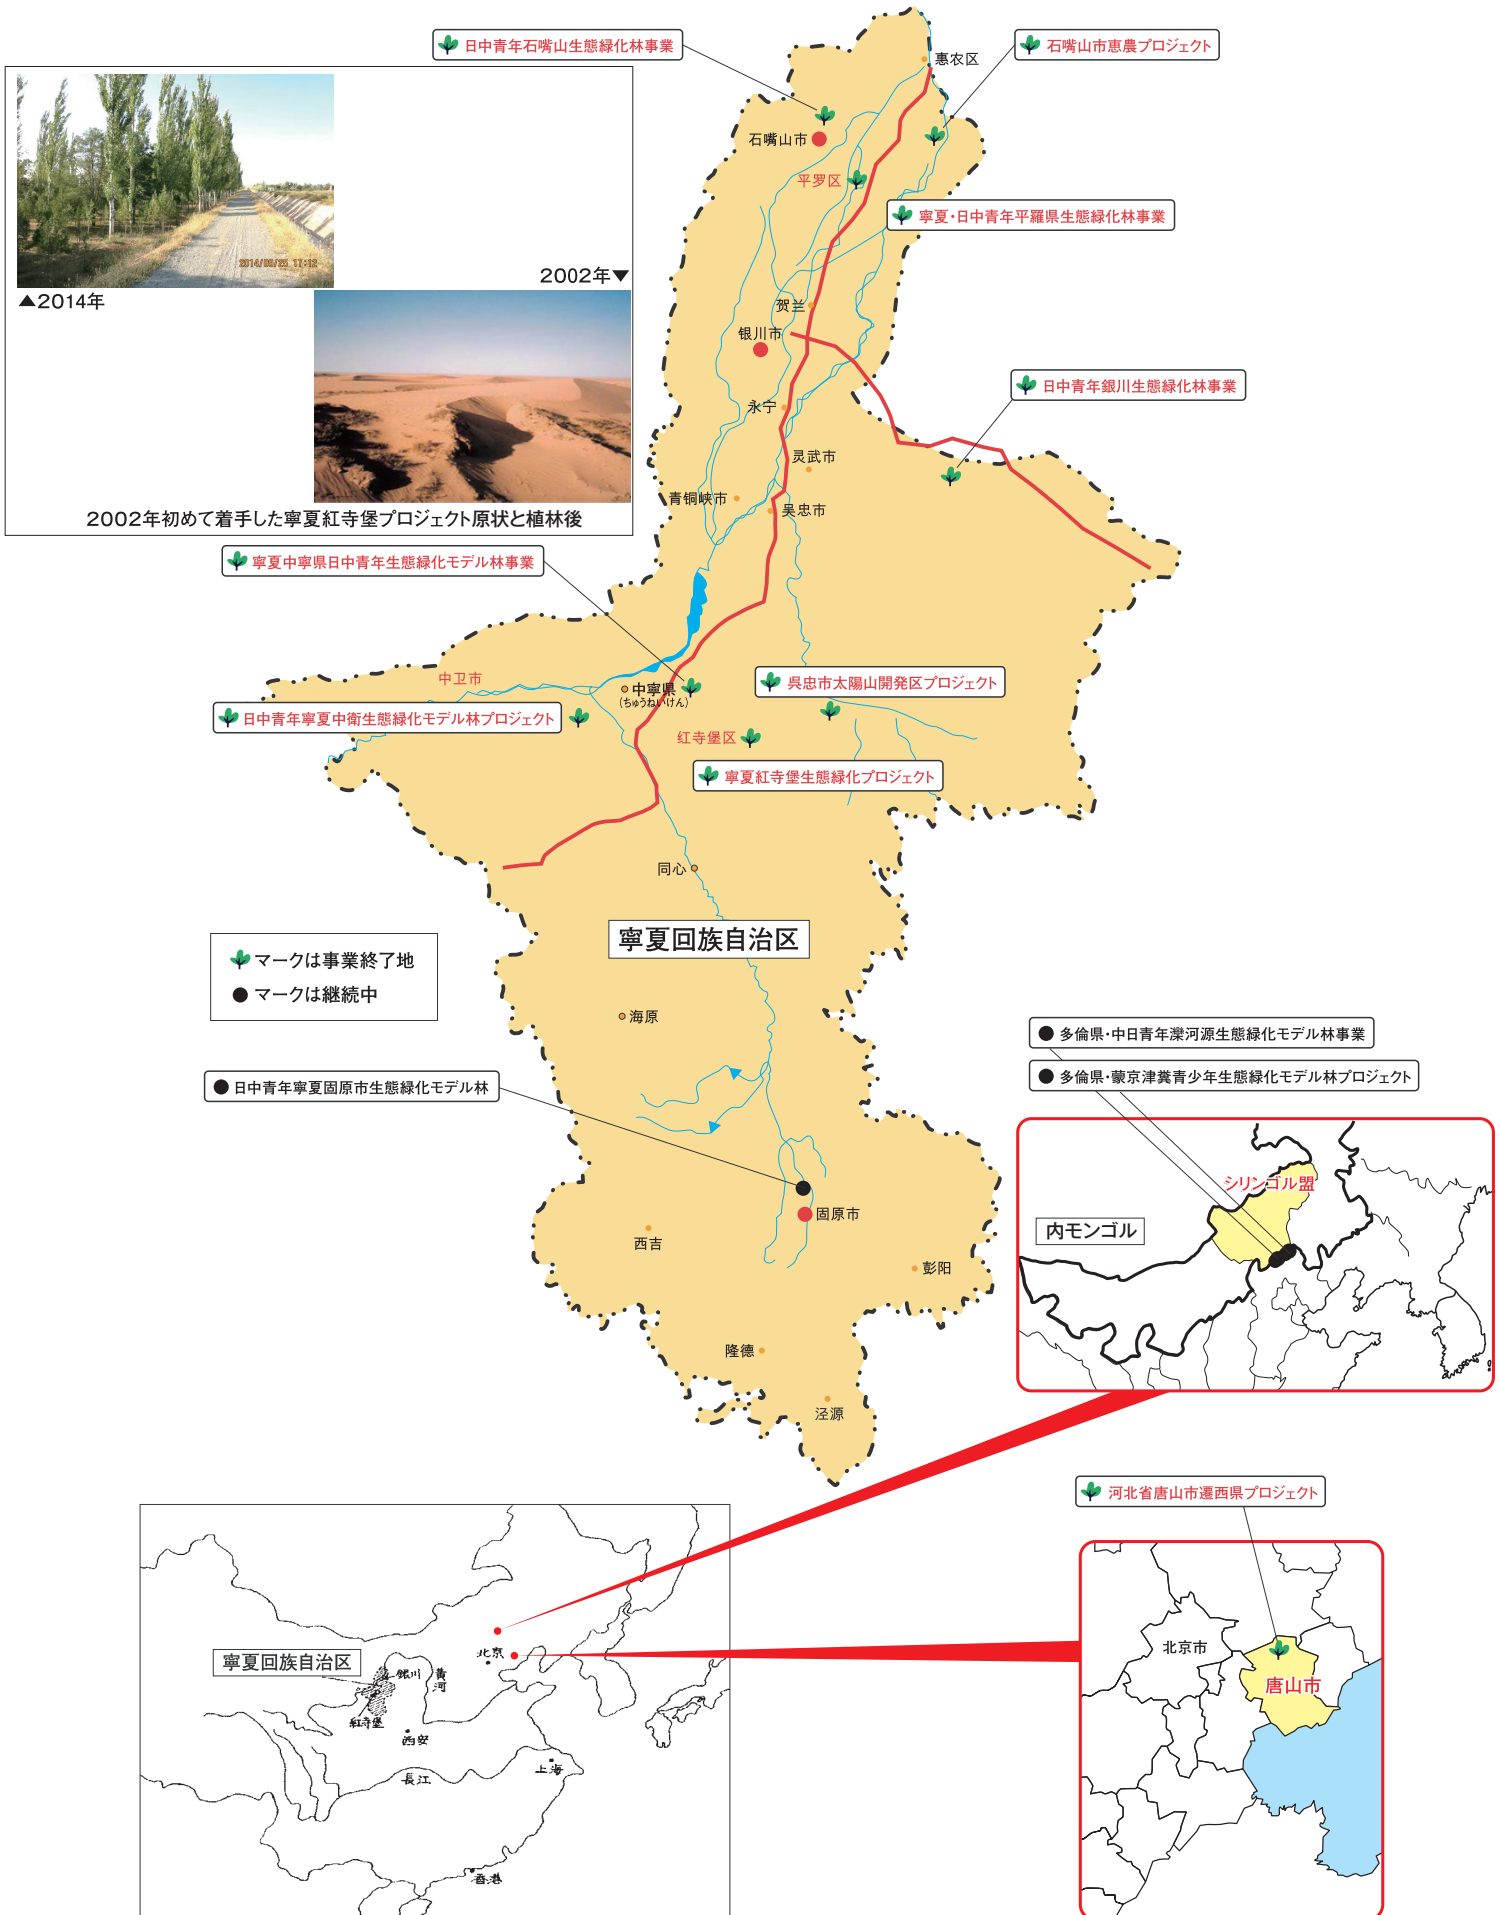 日中青年石嘴山生態緑化林事業
石嘴山市恵農プロジェクト
惠农区
石嘴山市
平罗区
寧夏・日中青年平羅県生態緑化林事業
2014/08/25 17:12
▲2014年
2002年▼
2002年初めて着手した寧夏紅寺堡プロジェクト原状と植林後
贺兰
银川市
日中青年銀川生態緑化林事業
永宁
灵武市
青铜峡市
吴忠市
寧夏中寧県日中青年生態緑化モデル林事業
中卫市
中寧県
(ちゅうねいけん)
呉忠市太陽山開発区プロジェクト
日中青年寧夏中衛生態緑化モデル林プロジェクト
红寺堡区
寧夏紅寺堡生態緑化プロジェクト
同心
寧夏回族自治区
マークは事業終了地
マークは継続中
海原
多倫県・中日青年灤河源生態緑化モデル林事業
多倫県・蒙京津糞青少年生態緑化モデル林プロジェクト
日中青年寧夏固原市生態緑化モデル林
シリンゴル盟
内モンゴル
固原市
西吉
彭阳
隆德
泾源
河北省唐山市遷西県プロジェクト
北京市
唐山市
寧夏回族自治区
北京
銀川
黄河
紅寺堡
西安
長江
上海
香港